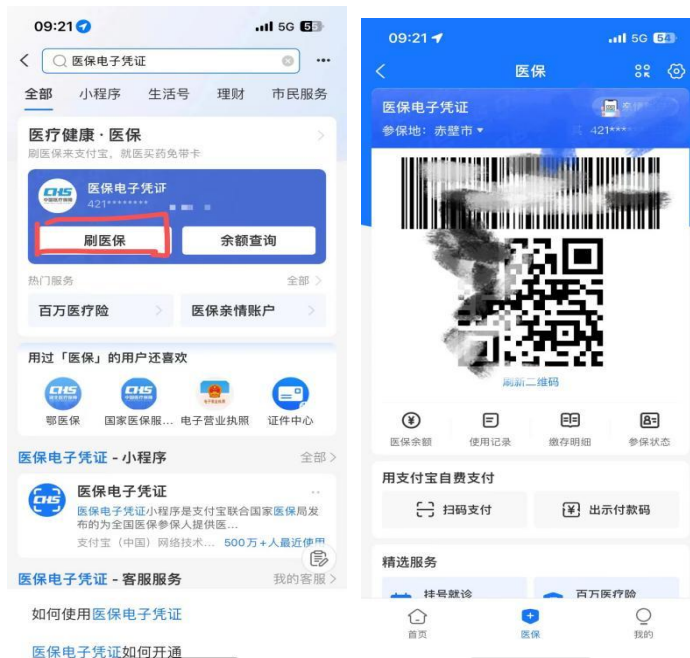 09:21
5G 55
医保电子凭证
全部 小程序 生活号 理财 市民服务
医疗健康·医保
刷医保来支付宝，就医买药免带卡
CHS
医保电子凭证
421********
刷医保 余额查询
热门服务 全部
百万医疗险 医保亲情账户
用过「医保」的用户还喜欢
CHS CHS
鄂医保 国家医保服... 电子营业执照 证件中心
医保电子凭证 - 小程序 全部
CHS
医保电子凭证
医保电子凭证小程序是支付宝联合国家医保局发
布的为全国医保参保人提供医...
支付宝（中国）网络技术... 500万+人最近使用
医保电子凭证 - 客服服务 我的客服
如何使用医保电子凭证
医保电子凭证如何开通
09:21
5G 54
医保
医保电子凭证
参保地：赤壁市
421***
刷新二维码
医保余额 使用记录 缴存明细 参保状态
用支付宝自费支付
扫码支付 出示付款码
精选服务
挂号就诊 百万医疗险
首页 医保 我的